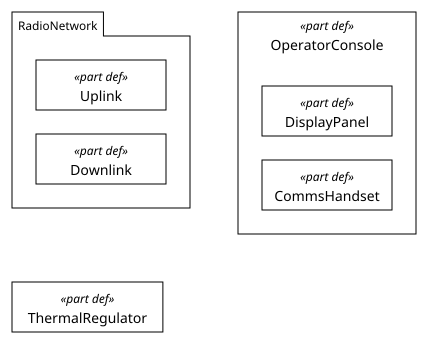 RadioNetwork
«part def»
Uplink
«part def»
Downlink
«part def»
OperatorConsole
«part def»
DisplayPanel
«part def»
CommsHandset
«part def»
ThermalRegulator